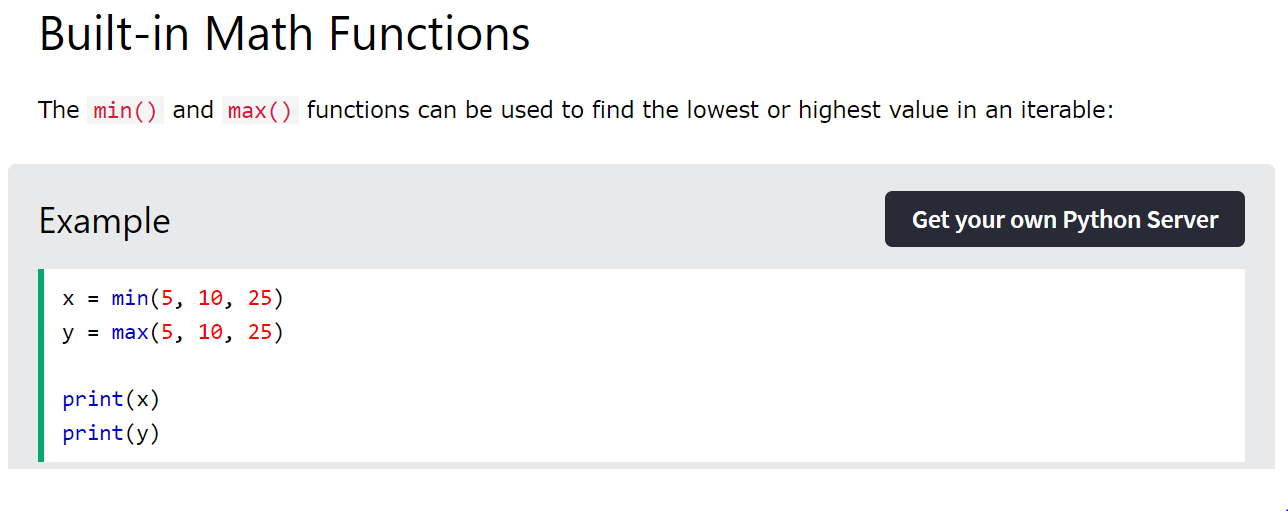 Built-in Math Functions
The min() and max() functions can be used to find the lowest or highest value in an iterable:
Example
Get your own Python Server
x = min(5, 10, 25)
y = max(5, 10, 25)
print(x)
print(y)